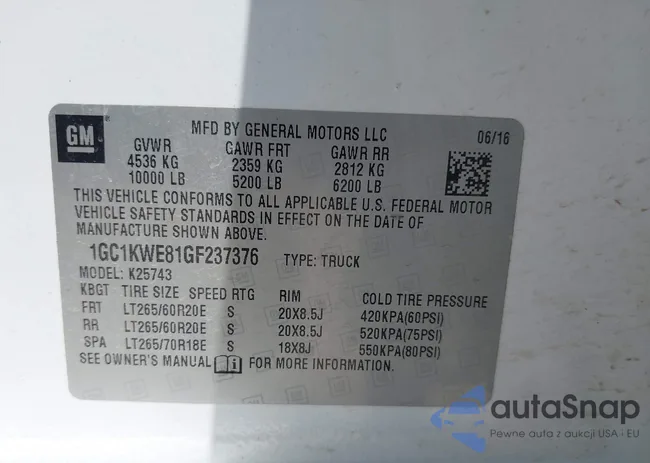 GM
MFD BY GENERAL MOTORS LLC
06/16
GVWR GAWR FRT GAWR RR
4536 KG 2359 KG 2812 KG
10000 LB 5200 LB 6200 LB
THIS VEHICLE CONFORMS TO ALL APPLICABLE U.S. FEDERAL MOTOR
VEHICLE SAFETY STANDARDS IN EFFECT ON THE DATE OF
MANUFACTURE SHOWN ABOVE.
1GC1KWE81GF237376 TYPE: TRUCK
MODEL: K25743
KBGT TIRE SIZE SPEED RTG RIM COLD TIRE PRESSURE
FRT LT265/60R20E S 20X8.5J 420KPA(60PSI)
RR LT265/60R20E S 20X8.5J 520KPA(75PSI)
SPA LT265/70R18E S 18X8J 550KPA(80PSI)
SEE OWNER'S MANUAL FOR MORE INFORMATION.
autaSnap
Pewne auta z aukcji USA - EU